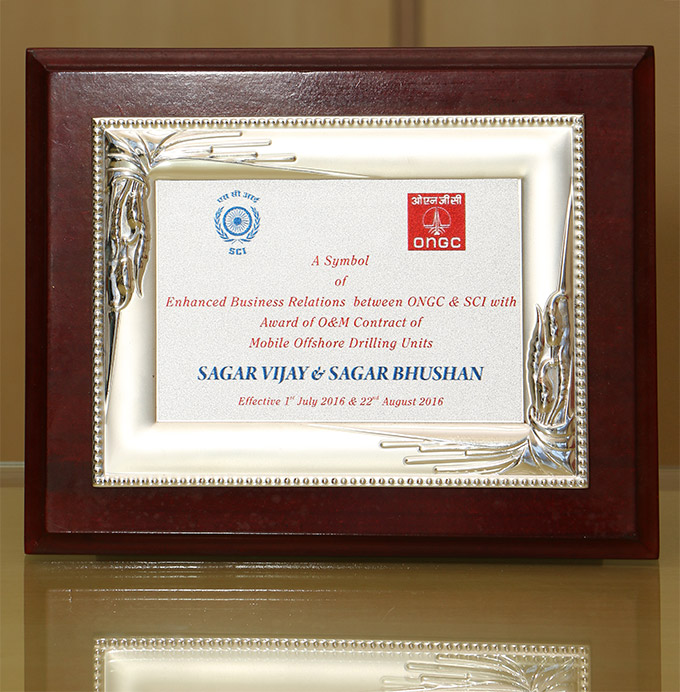 एस सी आई
SCI
ओ एन जी सी
ONGC
A Symbol
of
Enhanced Business Relations between ONGC & SCI with
Award of O&M Contract of
Mobile Offshore Drilling Units
SAGAR VIJAY & SAGAR BHUSHAN
Effective 1st July 2016 & 22nd August 2016